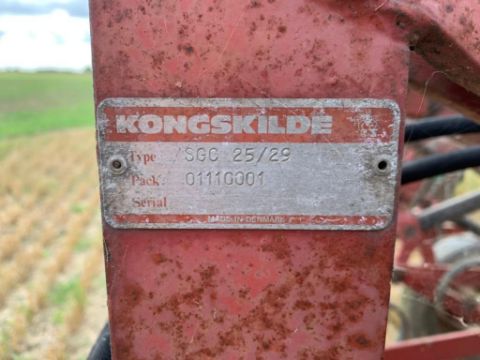 KONGSKILDE
Type SGC 25/29
Pack. 01110001
Serial
MADE IN DENMARK